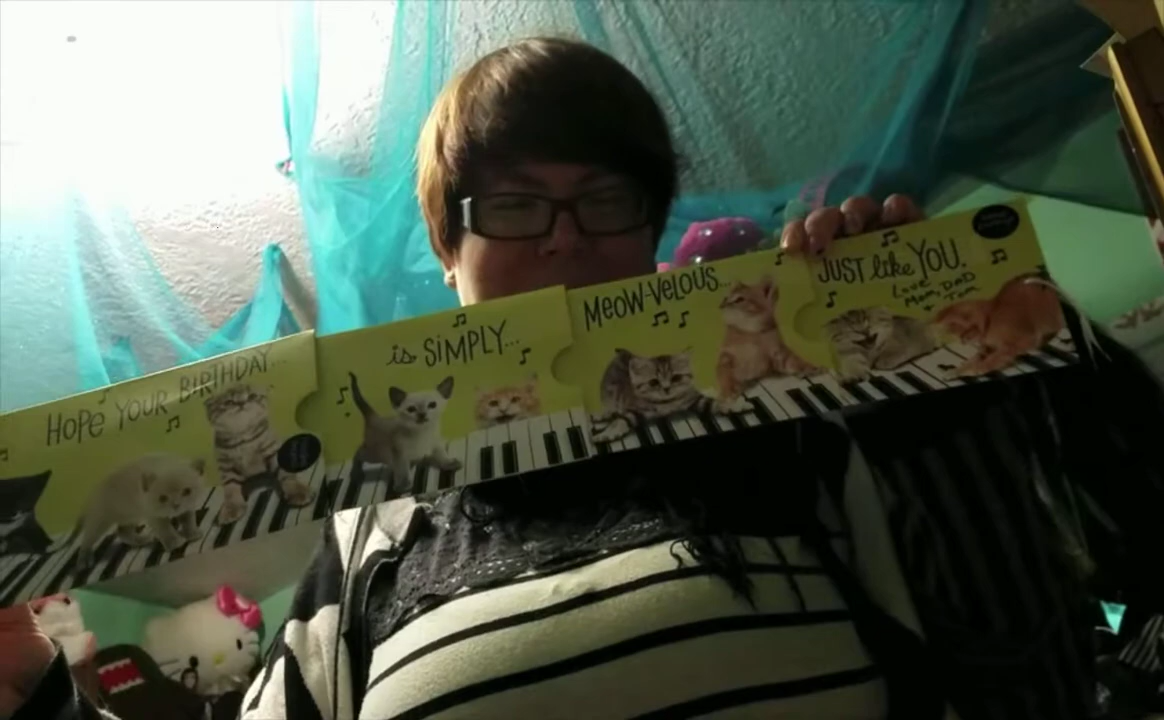 HOPE YOUR BIRTHDAY...
is SIMPLY...
MEOW-VELOUS...
JUST like YOU!
Love
Mom, DAD
Tom